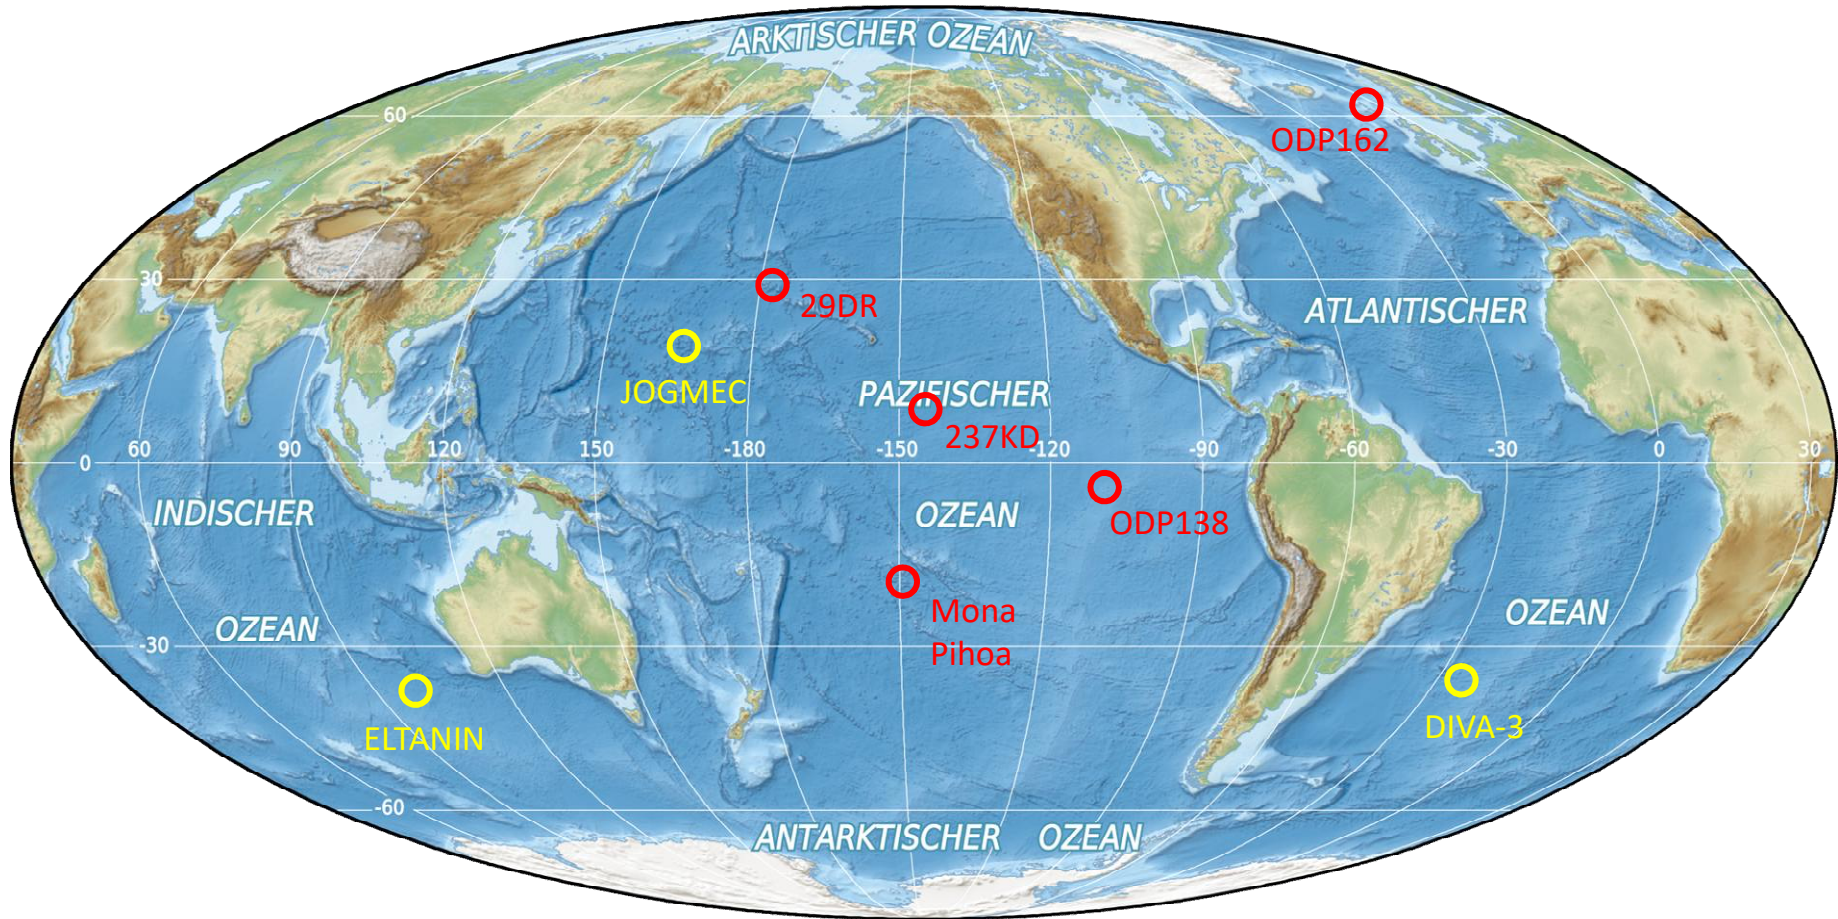 ARKTISCHER OZEAN
60
ODP162
30
29DR
ATLANTISCHER
JOGMEC
PAZIFISCHER
237KD
0
60
90
120
150
-180
-150
-120
-90
-60
-30
0
30
INDISCHER
OZEAN
ODP138
Mona
Pihoa
OZEAN
OZEAN
-30
ELTANIN
DIVA-3
-60
ANTARKTISCHER OZEAN